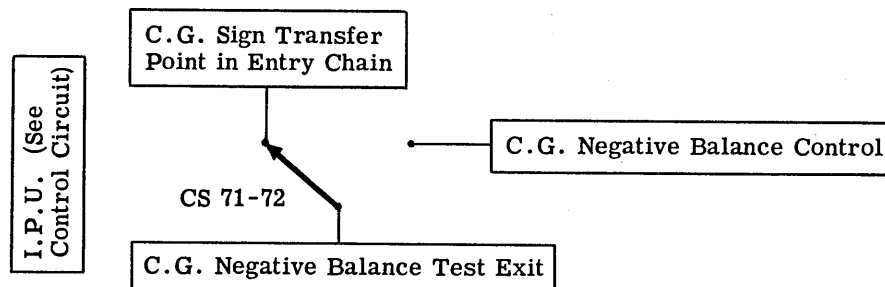 C.G. Sign Transfer
Point in Entry Chain
I.P.U. (See
Control Circuit)
C.G. Negative Balance Control
CS 71-72
C.G. Negative Balance Test Exit